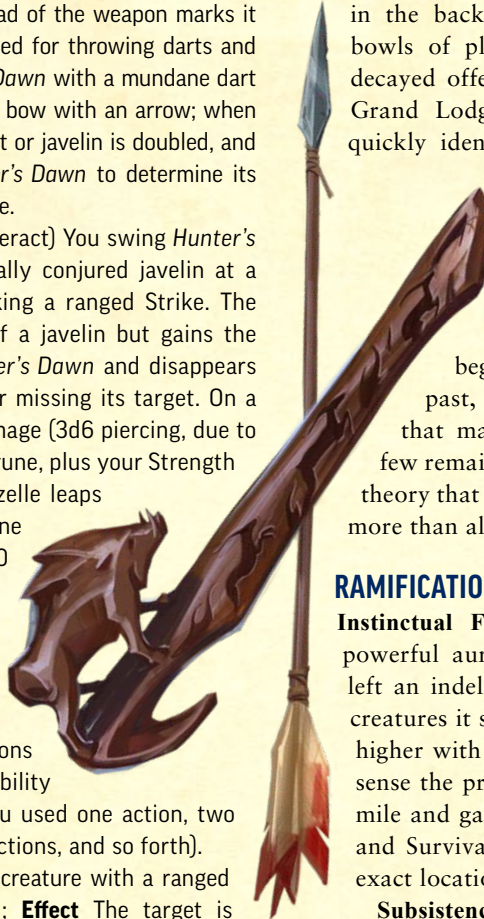 ad of the weapon marks it
ed for throwing darts and
Dawn with a mundane dart
bow with an arrow; when
t or javelin is doubled, and
r's Dawn to determine its
e.
eract) You swing Hunter's
ally conjured javelin at a
king a ranged Strike. The
f a javelin but gains the
er's Dawn and disappears
r missing its target. On a
mage (3d6 piercing, due to
rune, plus your Strength
zelle leaps
ne
0
ons
bility
u used one action, two
ctions, and so forth).
creature with a ranged
; Effect The target is
in the back
bowls of pl
decayed offe
Grand Lodg
quickly iden
beg
past,
that ma
few remai
theory that
more than al
RAMIFICATIO
Instinctual F
powerful aur
left an indel
creatures it s
higher with
sense the pr
mile and ga
and Surviva
exact locatio
Subsistenc